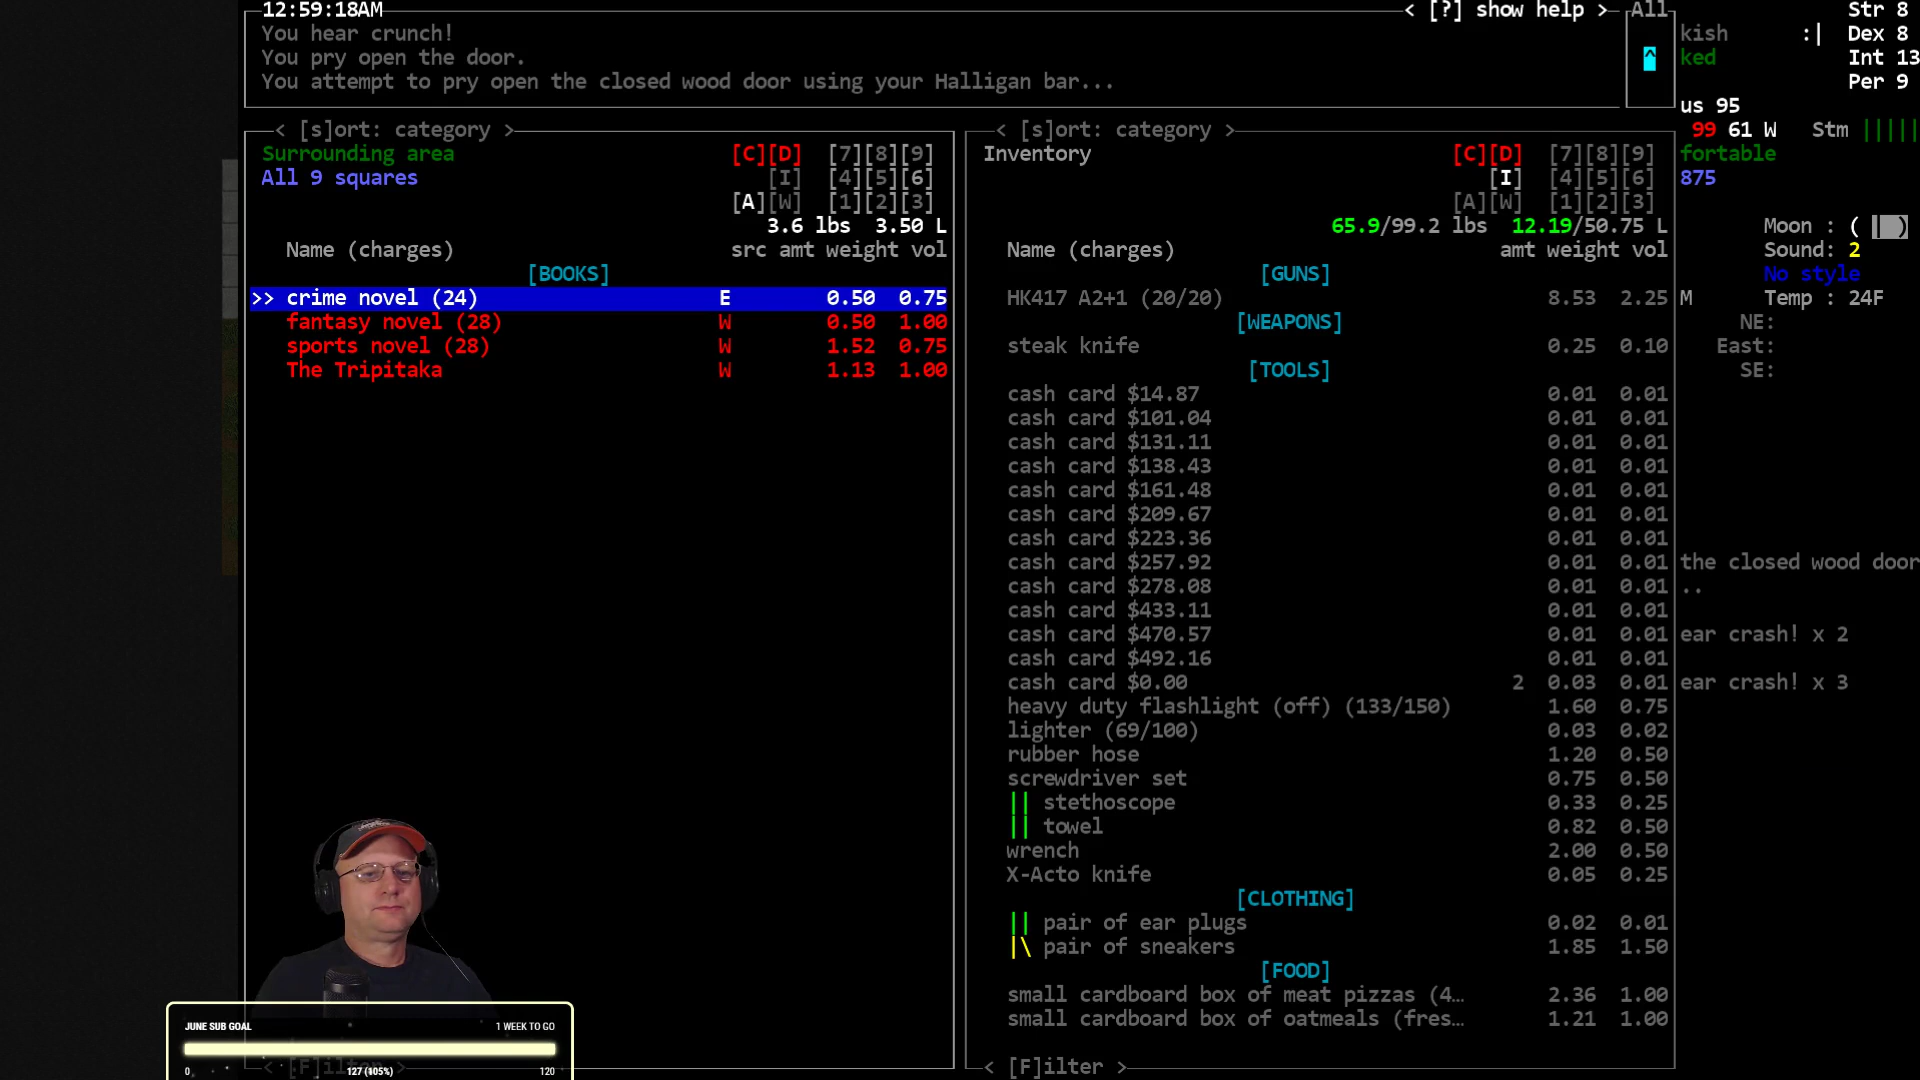 12:59:18AM
< [?] show help >
All
Str 8
You hear crunch!
kish :| Dex 8
You pry open the door.
^
ked Int 13
You attempt to pry open the closed wood door using your Halligan bar...
Per 9
us 95
< [s]ort: category >
< [s]ort: category >
99 61 W Stm |||||
Surrounding area [C][D] [7][8][9]
Inventory [C][D] [7][8][9]
fortable
All 9 squares [I] [4][5][6]
[I] [4][5][6]
875
[A][W] [1][2][3]
[A][W] [1][2][3]
3.6 lbs 3.50 L
65.9/99.2 lbs 12.19/50.75 L
Moon : ( | )
Name (charges) src amt weight vol
Name (charges) amt weight vol
Sound: 2
[BOOKS]
[GUNS]
No style
>> crime novel (24) E 0.50 0.75
HK417 A2+1 (20/20) 8.53 2.25
M Temp : 24F
fantasy novel (28) W 0.50 1.00
[WEAPONS]
NE:
sports novel (28) W 1.52 0.75
steak knife 0.25 0.10
East:
The Tripitaka W 1.13 1.00
[TOOLS]
SE:
cash card $14.87 0.01 0.01
cash card $101.04 0.01 0.01
cash card $131.11 0.01 0.01
cash card $138.43 0.01 0.01
cash card $161.48 0.01 0.01
cash card $209.67 0.01 0.01
cash card $223.36 0.01 0.01
cash card $257.92 0.01 0.01
the closed wood door
cash card $278.08 0.01 0.01
..
cash card $433.11 0.01 0.01
cash card $470.57 0.01 0.01
ear crash! x 2
cash card $492.16 0.01 0.01
cash card $0.00 2 0.03 0.01
ear crash! x 3
heavy duty flashlight (off) (133/150) 1.60 0.75
lighter (69/100) 0.03 0.02
rubber hose 1.20 0.50
screwdriver set 0.75 0.50
|| stethoscope 0.33 0.25
|| towel 0.82 0.50
wrench 2.00 0.50
X-Acto knife 0.05 0.25
[CLOTHING]
|| pair of ear plugs 0.02 0.01
|\ pair of sneakers 1.85 1.50
[FOOD]
small cardboard box of meat pizzas (4… 2.36 1.00
small cardboard box of oatmeals (fres… 1.21 1.00
JUNE SUB GOAL 1 WEEK TO GO
< [F]ilter >
< [F]ilter >
0 127 (105%) 120